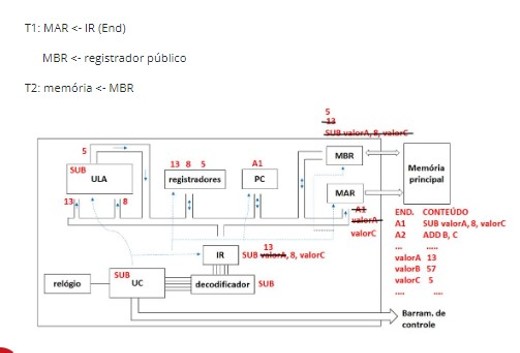 T1: MAR <- IR (End)
MBR <- registrador público
T2: memória <- MBR
5
13
SUB valorA, 8, valorC
5
SUB
ULA
13
8
13 8 5
registradores
A1
PC
MBR
MAR
Memória
principal
A1
valorA
valorC
END. CONTEÚDO
A1 SUB valorA, 8, valorC
A2 ADD B, C
... .....
valorA 13
valorB 57
valorC 5
.... ....
13
IR
SUB valorA, 8, valorC
relógio
SUB
UC
decodificador
SUB
Barram. de
controle